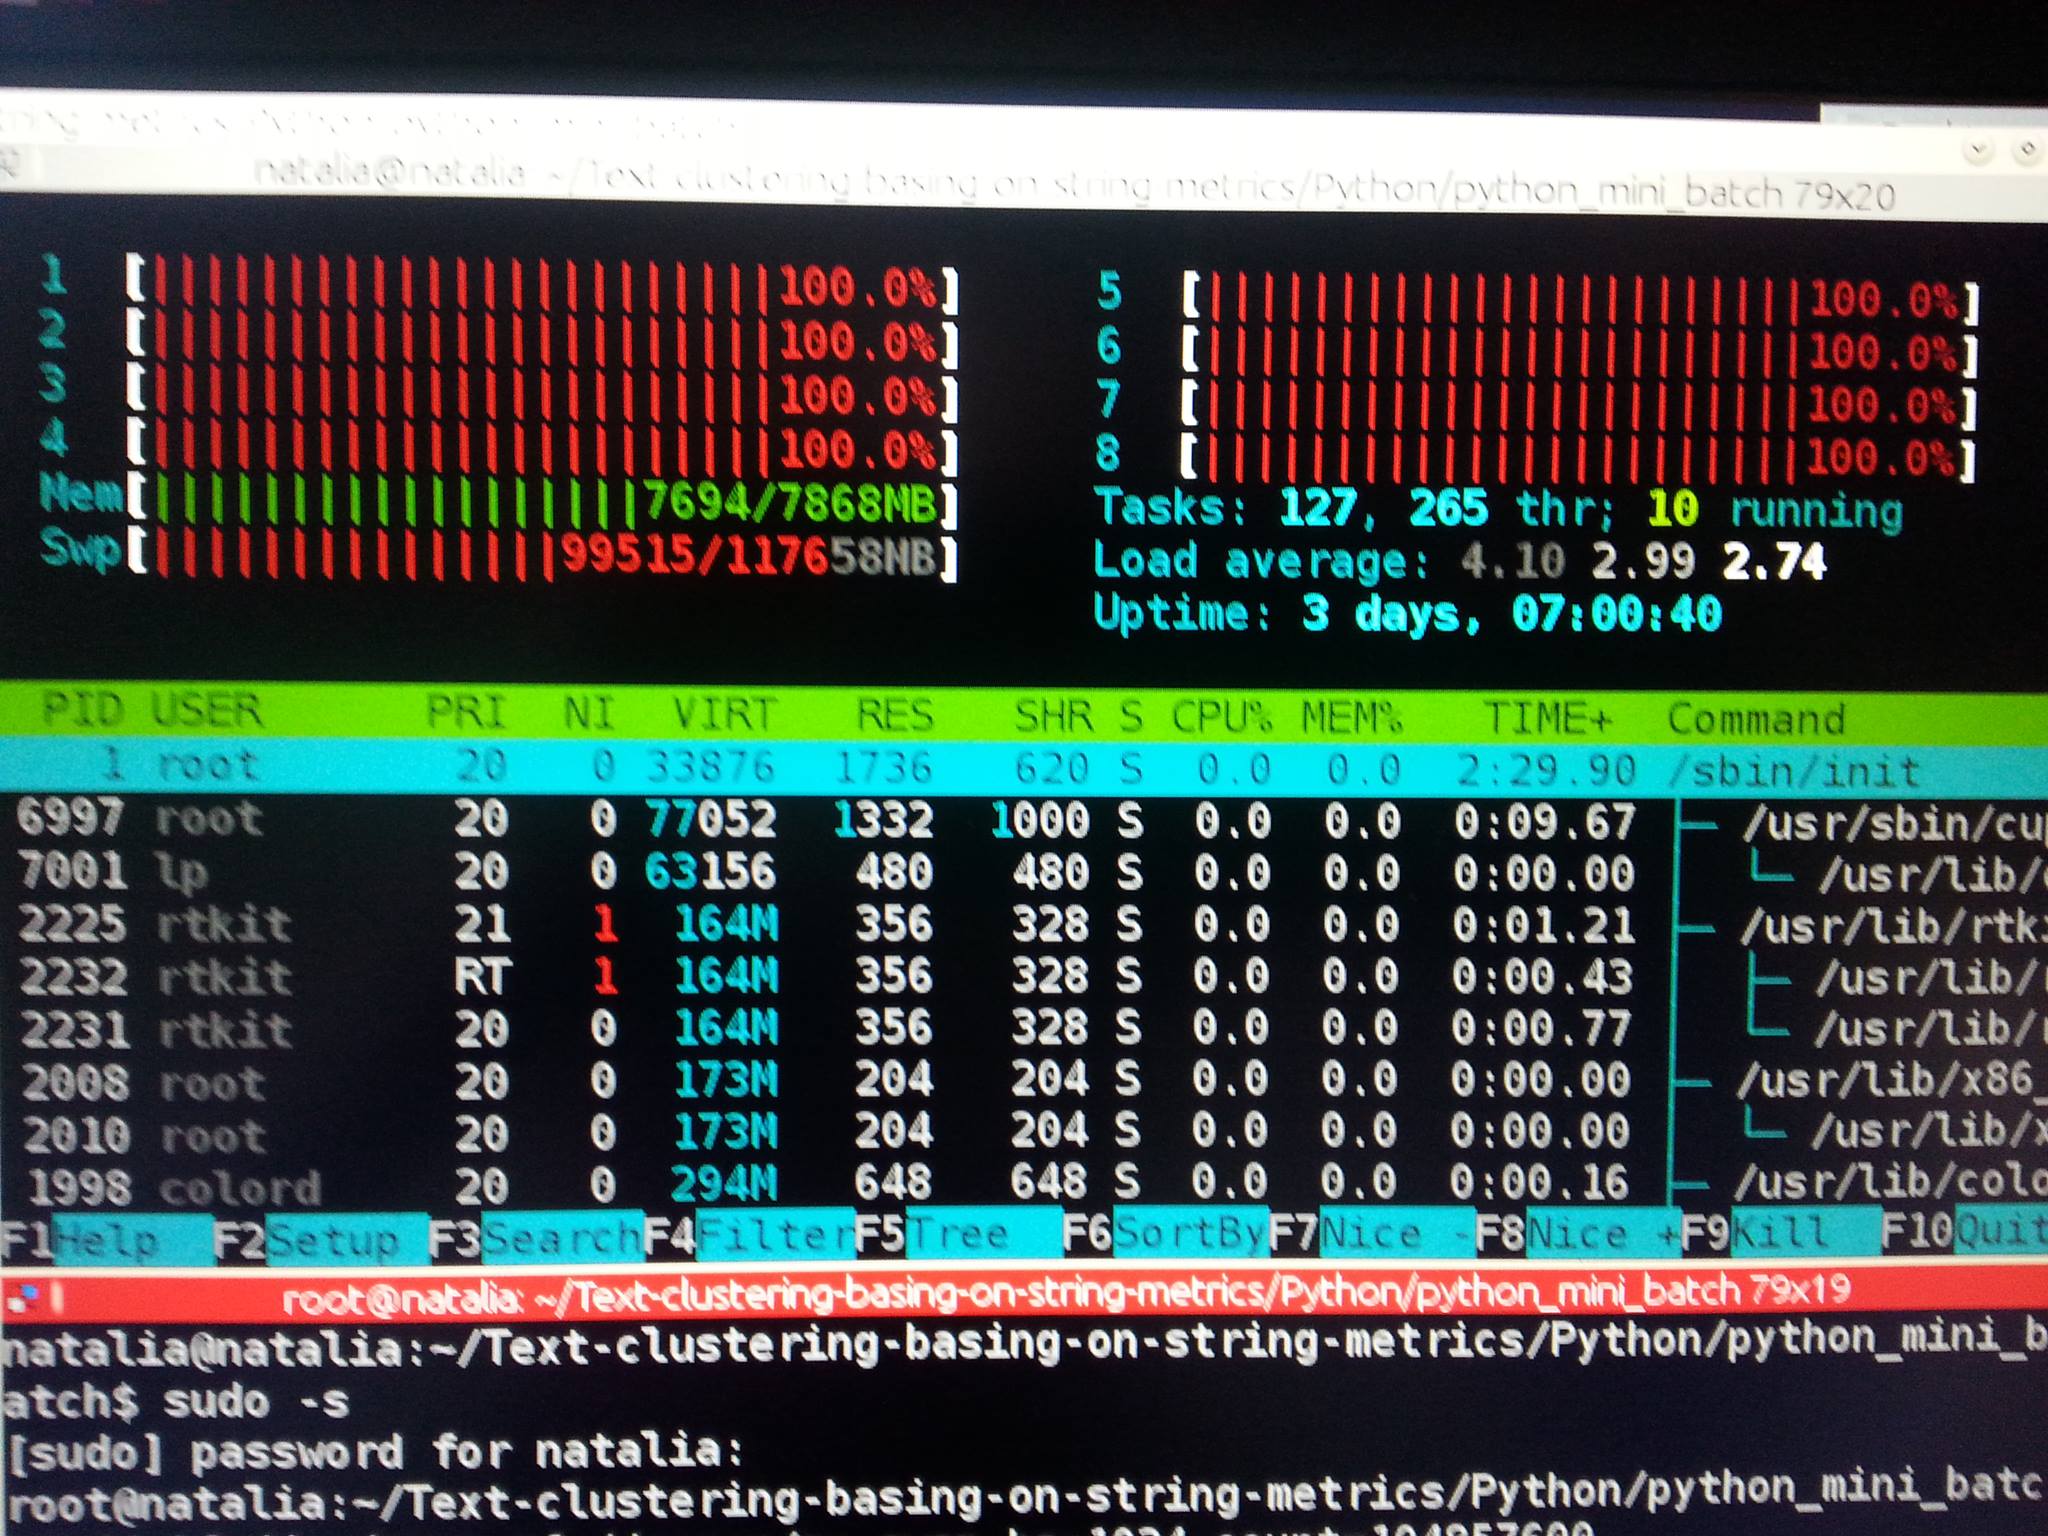 natalia@natalia: ~/Text-clustering-basing-on-string-metrics/Python/python_mini_batch 79x20
1 [||||||||||||||||||||||||100.0%] 5 [||||||||||||||||||||||||100.0%]
2 [||||||||||||||||||||||||100.0%] 6 [||||||||||||||||||||||||100.0%]
3 [||||||||||||||||||||||||100.0%] 7 [||||||||||||||||||||||||100.0%]
4 [||||||||||||||||||||||||100.0%] 8 [||||||||||||||||||||||||100.0%]
Mem[||||||||||||||||||7694/7868MB] Tasks: 127, 265 thr; 10 running
Swp[|||||||||||||||99515/117658MB] Load average: 4.10 2.99 2.74
Uptime: 3 days, 07:00:40
PID USER PRI NI VIRT RES SHR S CPU% MEM% TIME+ Command
1 root 20 0 33876 1736 620 S 0.0 0.0 2:29.90 /sbin/init
6997 root 20 0 77052 1332 1000 S 0.0 0.0 0:09.67 ├─ /usr/sbin/cup
7001 lp 20 0 63156 480 480 S 0.0 0.0 0:00.00 └─ /usr/lib/
2225 rtkit 21 1 164M 356 328 S 0.0 0.0 0:01.21 ├─ /usr/lib/rtk
2232 rtkit RT 1 164M 356 328 S 0.0 0.0 0:00.43 ├─ /usr/lib/
2231 rtkit 20 0 164M 356 328 S 0.0 0.0 0:00.77 └─ /usr/lib/
2008 root 20 0 173M 204 204 S 0.0 0.0 0:00.00 ├─ /usr/lib/x86_
2010 root 20 0 173M 204 204 S 0.0 0.0 0:00.00 └─ /usr/lib/x
1998 colord 20 0 294M 648 648 S 0.0 0.0 0:00.16 ├─ /usr/lib/colo
F1Help F2Setup F3Search F4Filter F5Tree F6SortBy F7Nice - F8Nice + F9Kill F10Quit
root@natalia: ~/Text-clustering-basing-on-string-metrics/Python/python_mini_batch 79x19
natalia@natalia:~/Text-clustering-basing-on-string-metrics/Python/python_mini_b
atch$ sudo -s
[sudo] password for natalia:
root@natalia:~/Text-clustering-basing-on-string-metrics/Python/python_mini_batc
count=104857600